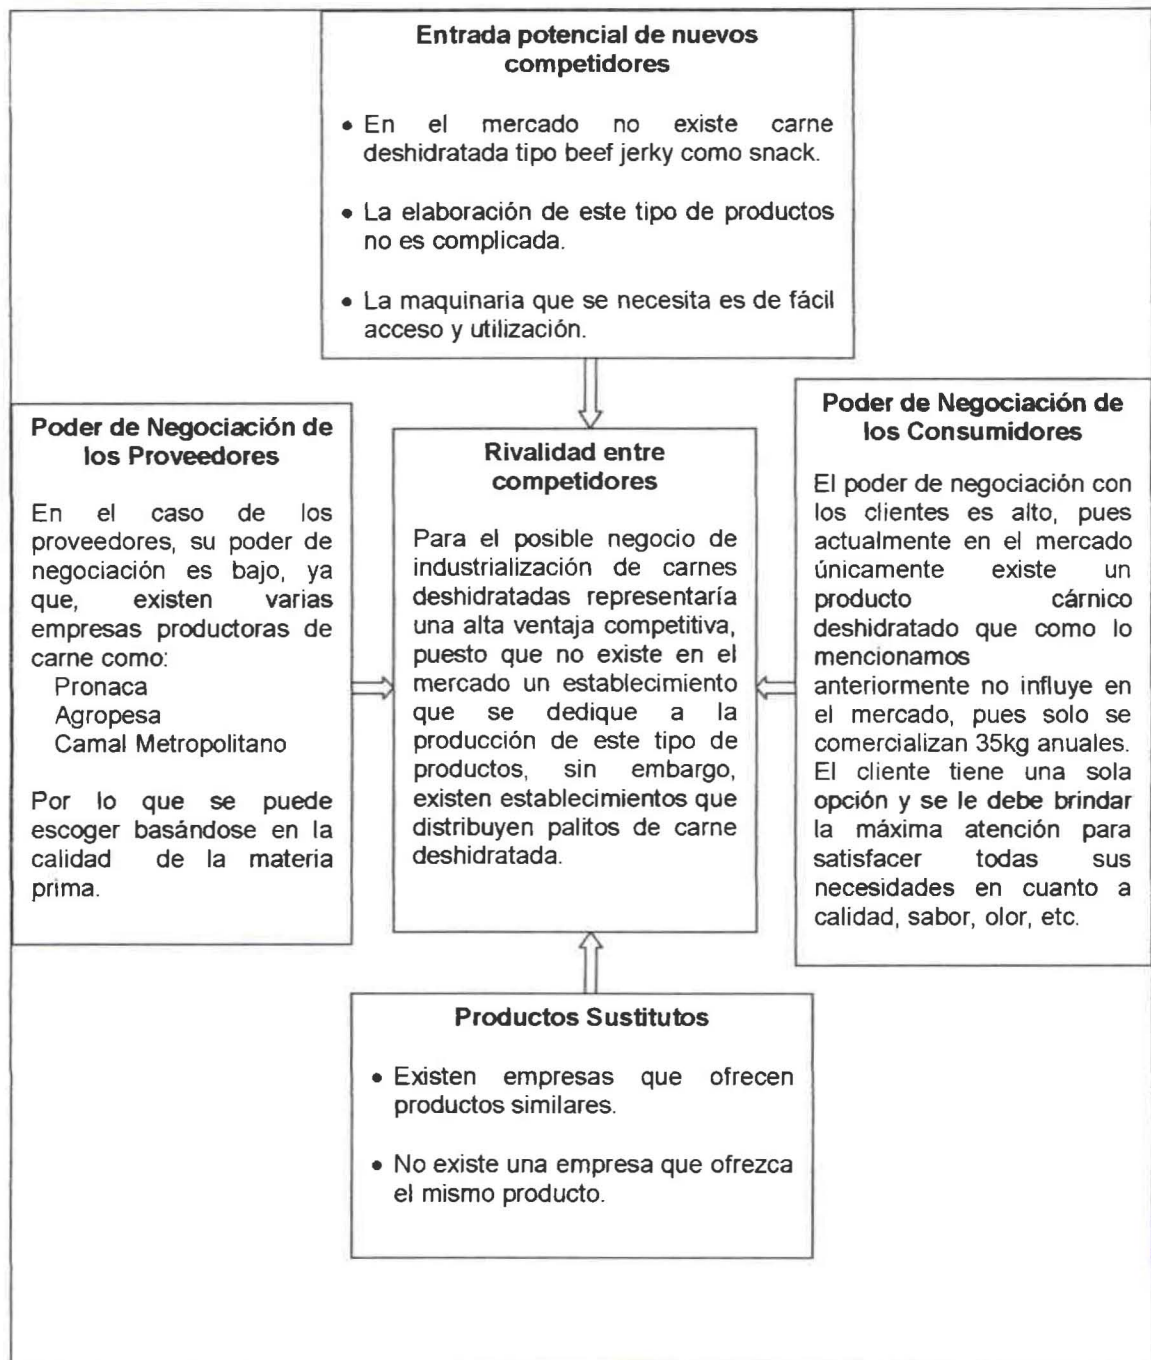 Entrada potencial de nuevos
competidores
• En el mercado no existe carne
deshidratada tipo beef jerky como snack.
• La elaboración de este tipo de productos
no es complicada.
• La maquinaria que se necesita es de fácil
acceso y utilización.
Poder de Negociación de
los Proveedores
En el caso de los
proveedores, su poder de
negociación es bajo, ya
que, existen varias
empresas productoras de
carne como:
Pronaca
Agropesa
Camal Metropolitano
Por lo que se puede
escoger basándose en la
calidad de la materia
prima.
Rivalidad entre
competidores
Para el posible negocio de
industrialización de carnes
deshidratadas representaría
una alta ventaja competitiva,
puesto que no existe en el
mercado un establecimiento
que se dedique a la
producción de este tipo de
productos, sin embargo,
existen establecimientos que
distribuyen palitos de carne
deshidratada.
Poder de Negociación de
los Consumidores
El poder de negociación con
los clientes es alto, pues
actualmente en el mercado
únicamente existe un
producto cárnico
deshidratado que como lo
mencionamos
anteriormente no influye en
el mercado, pues solo se
comercializan 35kg anuales.
El cliente tiene una sola
opción y se le debe brindar
la máxima atención para
satisfacer todas sus
necesidades en cuanto a
calidad, sabor, olor, etc.
Productos Sustitutos
• Existen empresas que ofrecen
productos similares.
• No existe una empresa que ofrezca
el mismo producto.